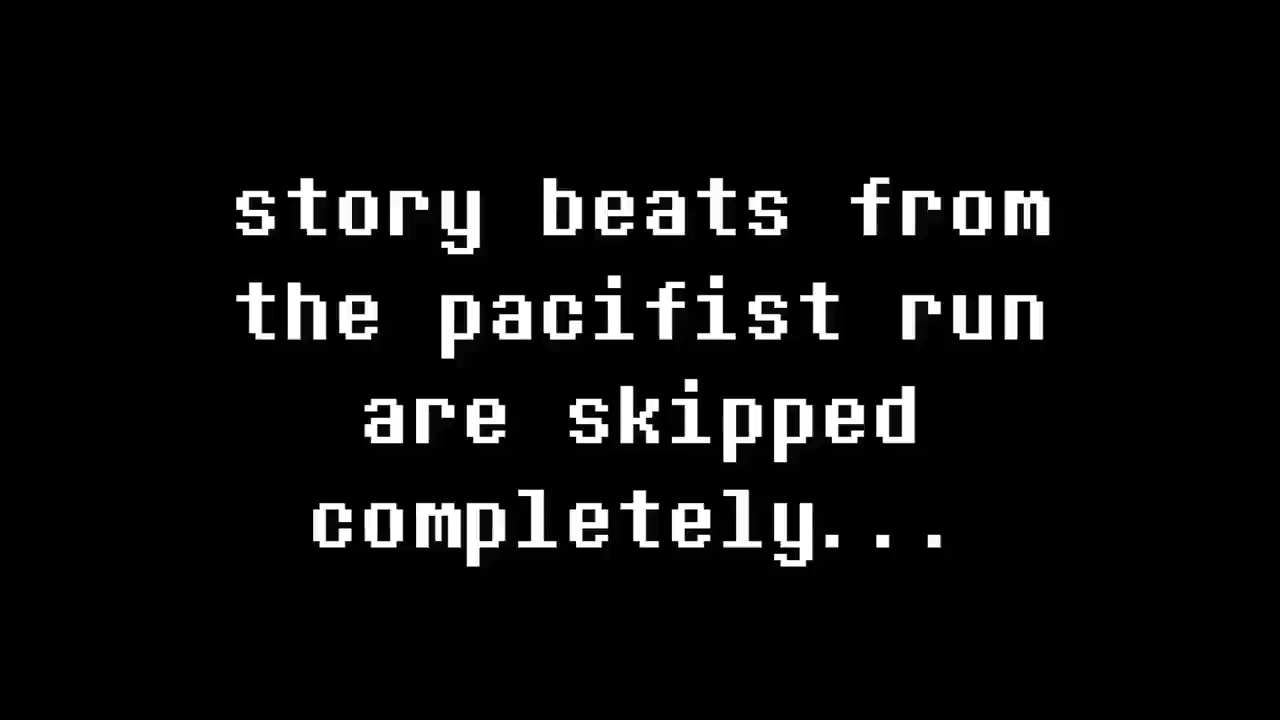 story beats from
the pacifist run
are skipped
completely...